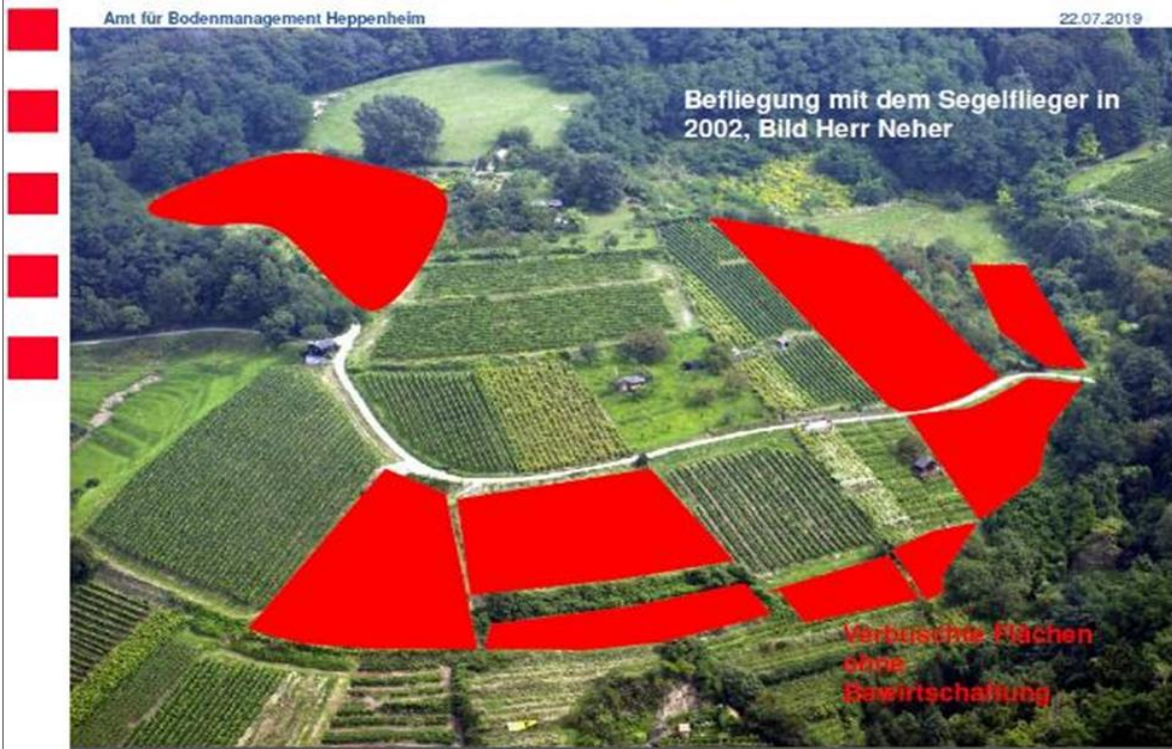 Amt für Bodenmanagement Heppenheim
22.07.2019
Befliegung mit dem Segelflieger in
2002, Bild Herr Neher
Verbuschte Flächen
ohne
Bewirtschaftung